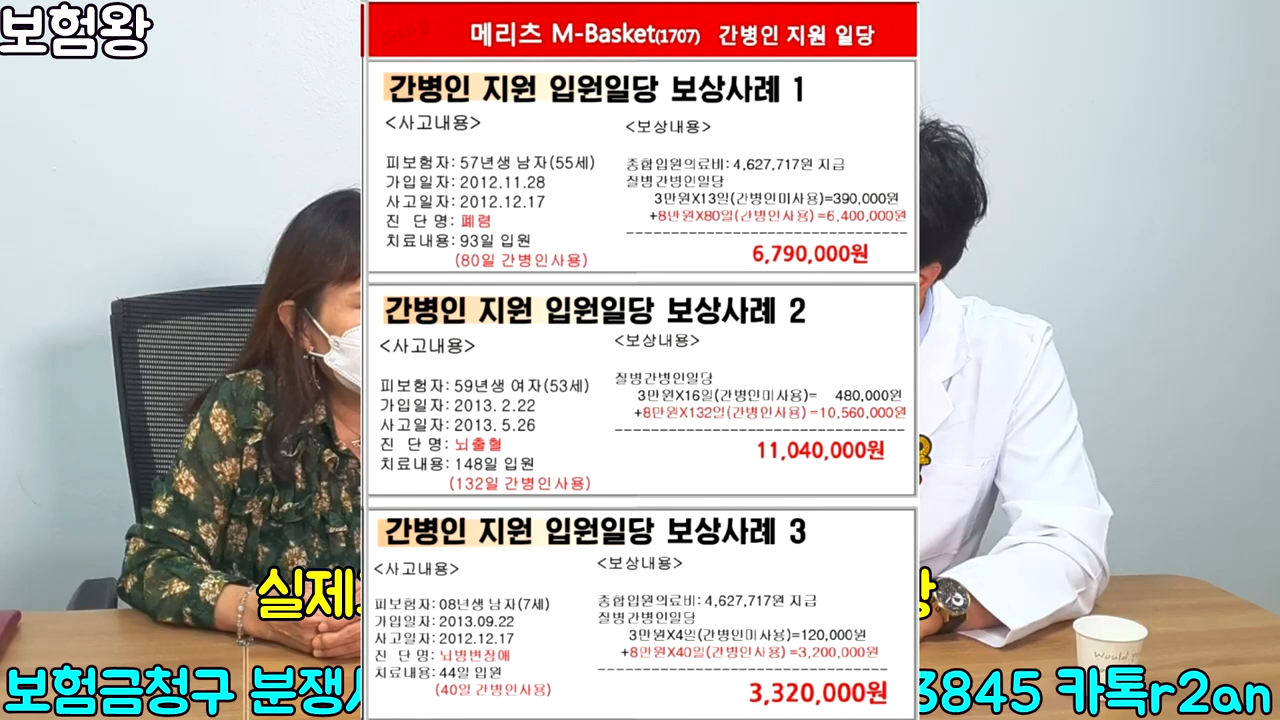 보험왕
메리츠 M-Basket(1707) 간병인 지원 일당
간병인 지원 입원일당 보상사례 1
<사고내용>
피보험자: 57년생 남자(55세)
가입일자: 2012.11.28
사고일자: 2012.12.17
진 단 명: 폐렴
치료내용: 93일 입원
(80일 간병인사용)
<보상내용>
종합입원의료비: 4,627,717원 지급
질병간병인일당
3만원X13일(간병인미사용)=390,000원
+8만원X80일(간병인사용)=6,400,000원
6,790,000원
간병인 지원 입원일당 보상사례 2
<사고내용>
피보험자: 59년생 여자(53세)
가입일자: 2013. 2.22
사고일자: 2013. 5.26
진 단 명: 뇌출혈
치료내용: 148일 입원
(132일 간병인사용)
<보상내용>
질병간병인일당
3만원X16일(간병인미사용)= 480,000원
+8만원X132일(간병인사용)=10,560,000원
11,040,000원
간병인 지원 입원일당 보상사례 3
<사고내용>
피보험자: 08년생 남자(7세)
가입일자: 2013.09.22
사고일자: 2012.12.17
진 단 명: 뇌병변장애
치료내용: 44일 입원
(40일 간병인사용)
<보상내용>
종합입원의료비: 4,627,717원 지급
질병간병인일당
3만원X4일(간병인미사용)=120,000원
+8만원X40일(간병인사용)=3,200,000원
3,320,000원
실제
보험금청구 분쟁
3845 카톡r2an